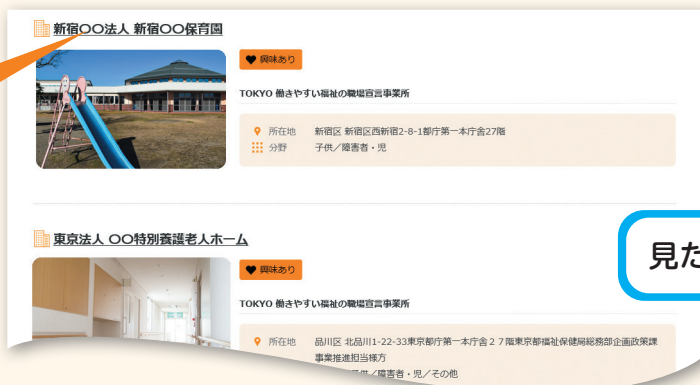 新宿〇〇法人 新宿〇〇保育園
興味あり
TOKYO 働きやすい福祉の職場宣言事業所
所在地 新宿区 新宿区西新宿2-8-1都庁第一本庁舎27階
分野 子供／障害者・児
東京法人 〇〇特別養護老人ホーム
興味あり
TOKYO 働きやすい福祉の職場宣言事業所
所在地 品川区 北品川1-22-33東京都庁第一本庁舎２７階東京都福祉保健局総務部企画政策課
事業推進担当様方
／障害者・児／その他
見た